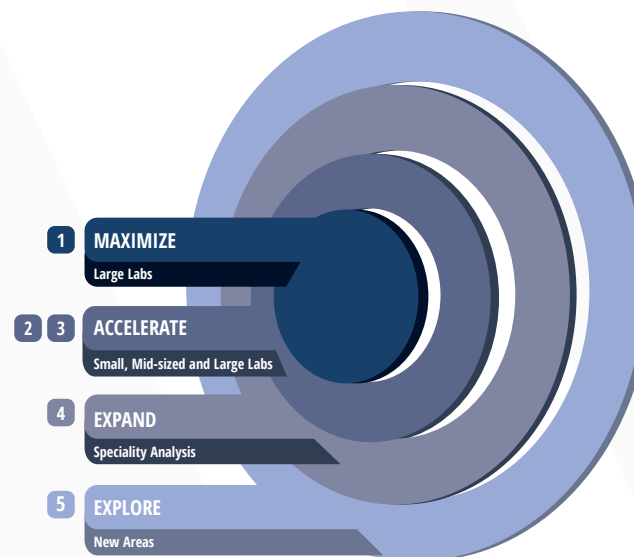 1 MAXIMIZE
Large Labs
2 3 ACCELERATE
Small, Mid-sized and Large Labs
4 EXPAND
Speciality Analysis
5 EXPLORE
New Areas